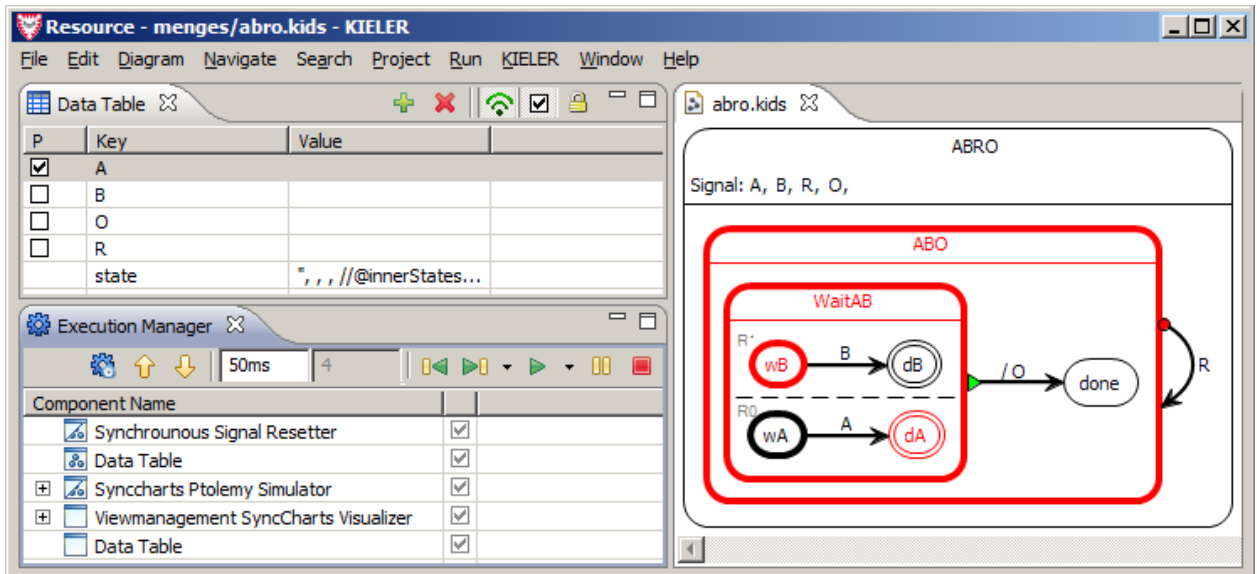 Resource - menges/abro.kids - KIELER
File Edit Diagram Navigate Search Project Run KIELER Window Help
Data Table
P Key Value
A
B
O
R
state ", , , //@innerStates...
Execution Manager
50ms 4
Component Name
Synchrounous Signal Resetter
Data Table
Synccharts Ptolemy Simulator
Viewmanagement SyncCharts Visualizer
Data Table
abro.kids
ABRO
Signal: A, B, R, O,
ABO
WaitAB
R1
wB B dB
R0
wA A dA
/ O
done
R